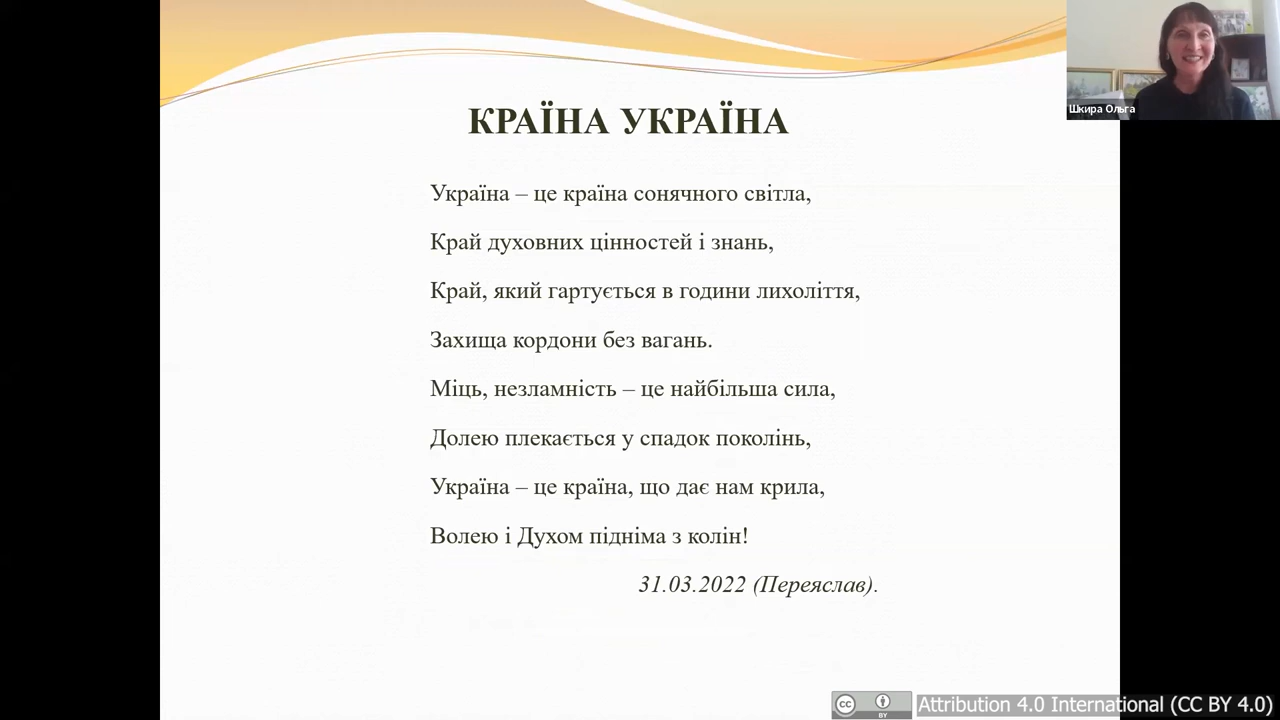 КРАЇНА УКРАЇНА
Україна – це країна сонячного світла,
Край духовних цінностей і знань,
Край, який гартується в години лихоліття,
Захища кордони без вагань.
Міць, незламність – це найбільша сила,
Долею плекається у спадок поколінь,
Україна – це країна, що дає нам крила,
Волею і Духом підніма з колін!
31.03.2022 (Переяслав).
Шкира Ольга
cc BY Attribution 4.0 International (CC BY 4.0)